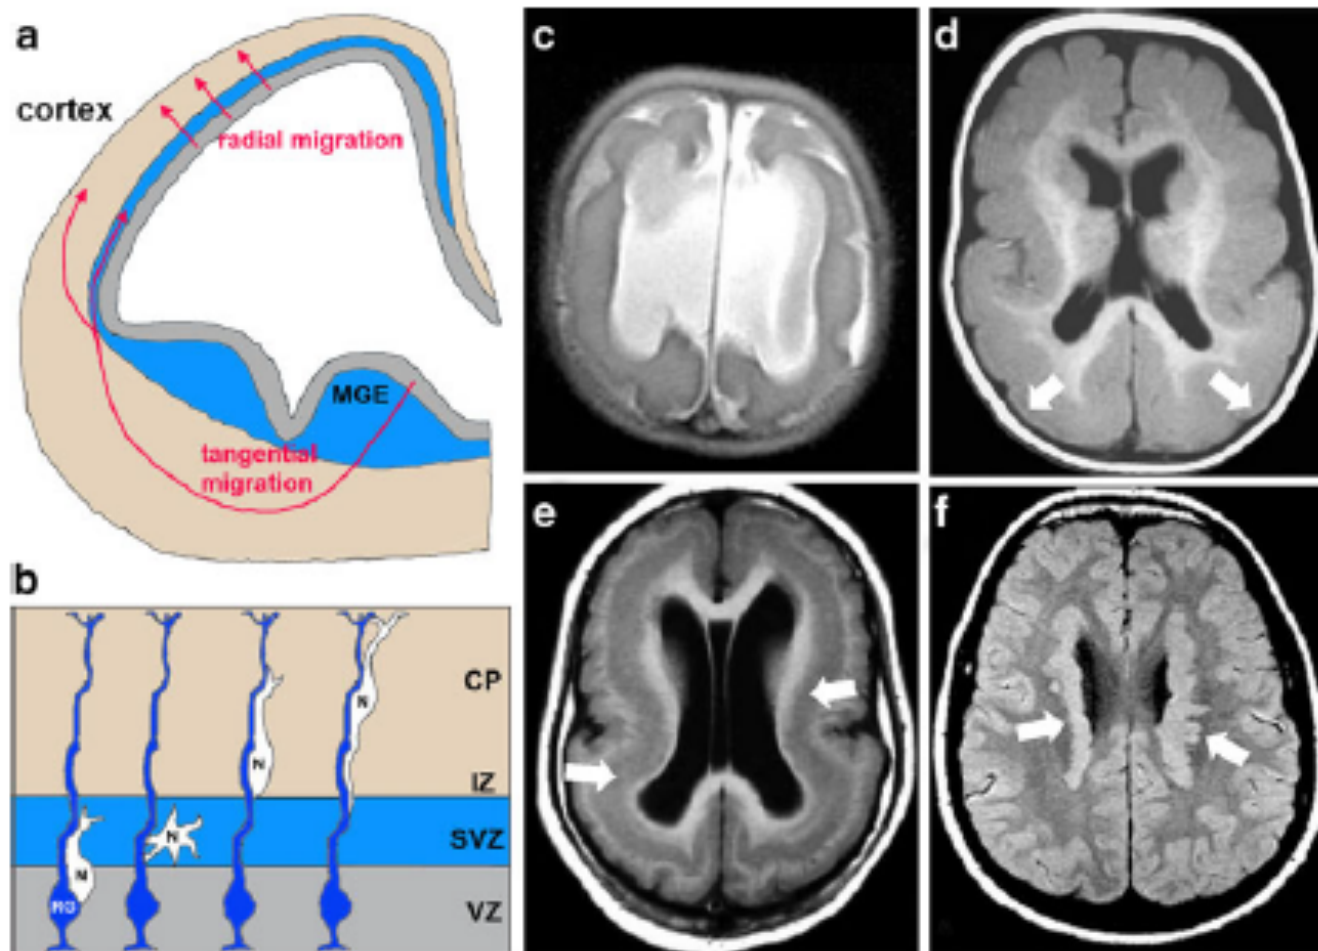 a
cortex
radial migration
MGE
tangential
migration
b
CP
IZ
SVZ
VZ
N
N
N
N
RG
c
d
e
f